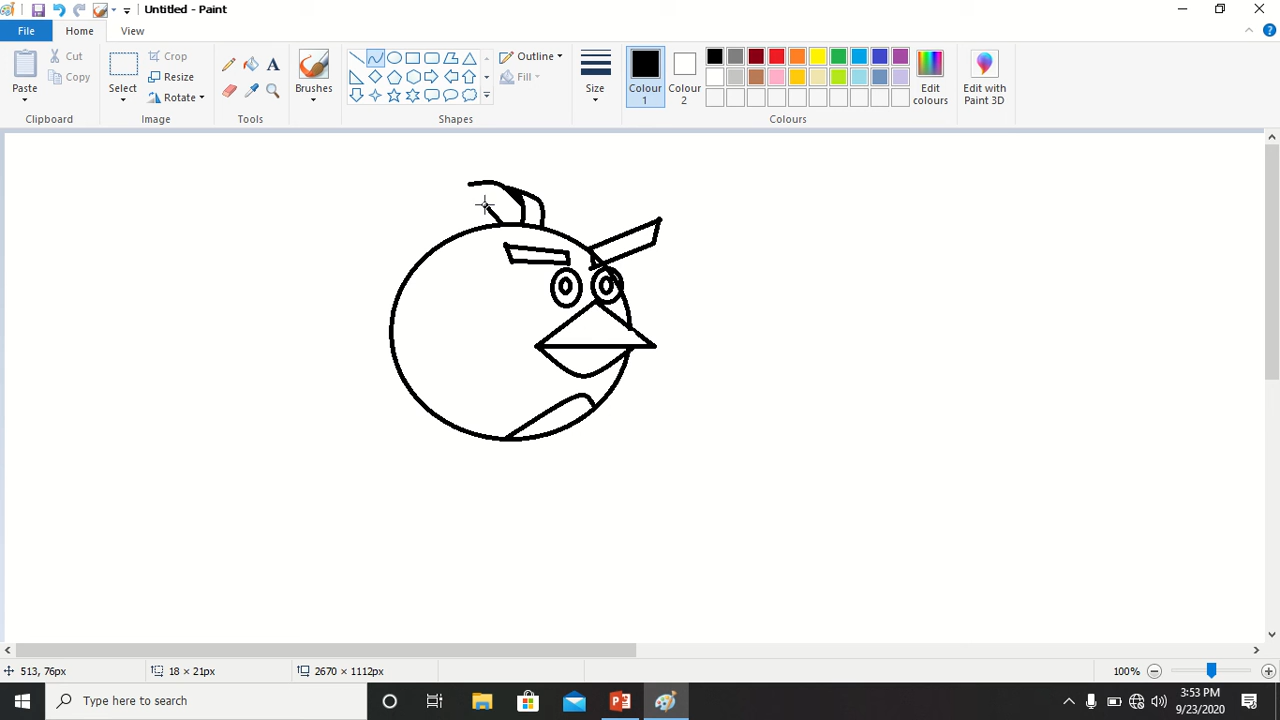 Untitled - Paint
File Home View
Cut
Copy
Paste
Clipboard
Select
Crop
Resize
Rotate
Image
A
Tools
Brushes
Outline
Fill
Shapes
Size
Colour 1
Colour 2
Edit colours
Colours
Edit with Paint 3D
513, 76px
18 × 21px
2670 × 1112px
100%
Type here to search
3:53 PM
9/23/2020